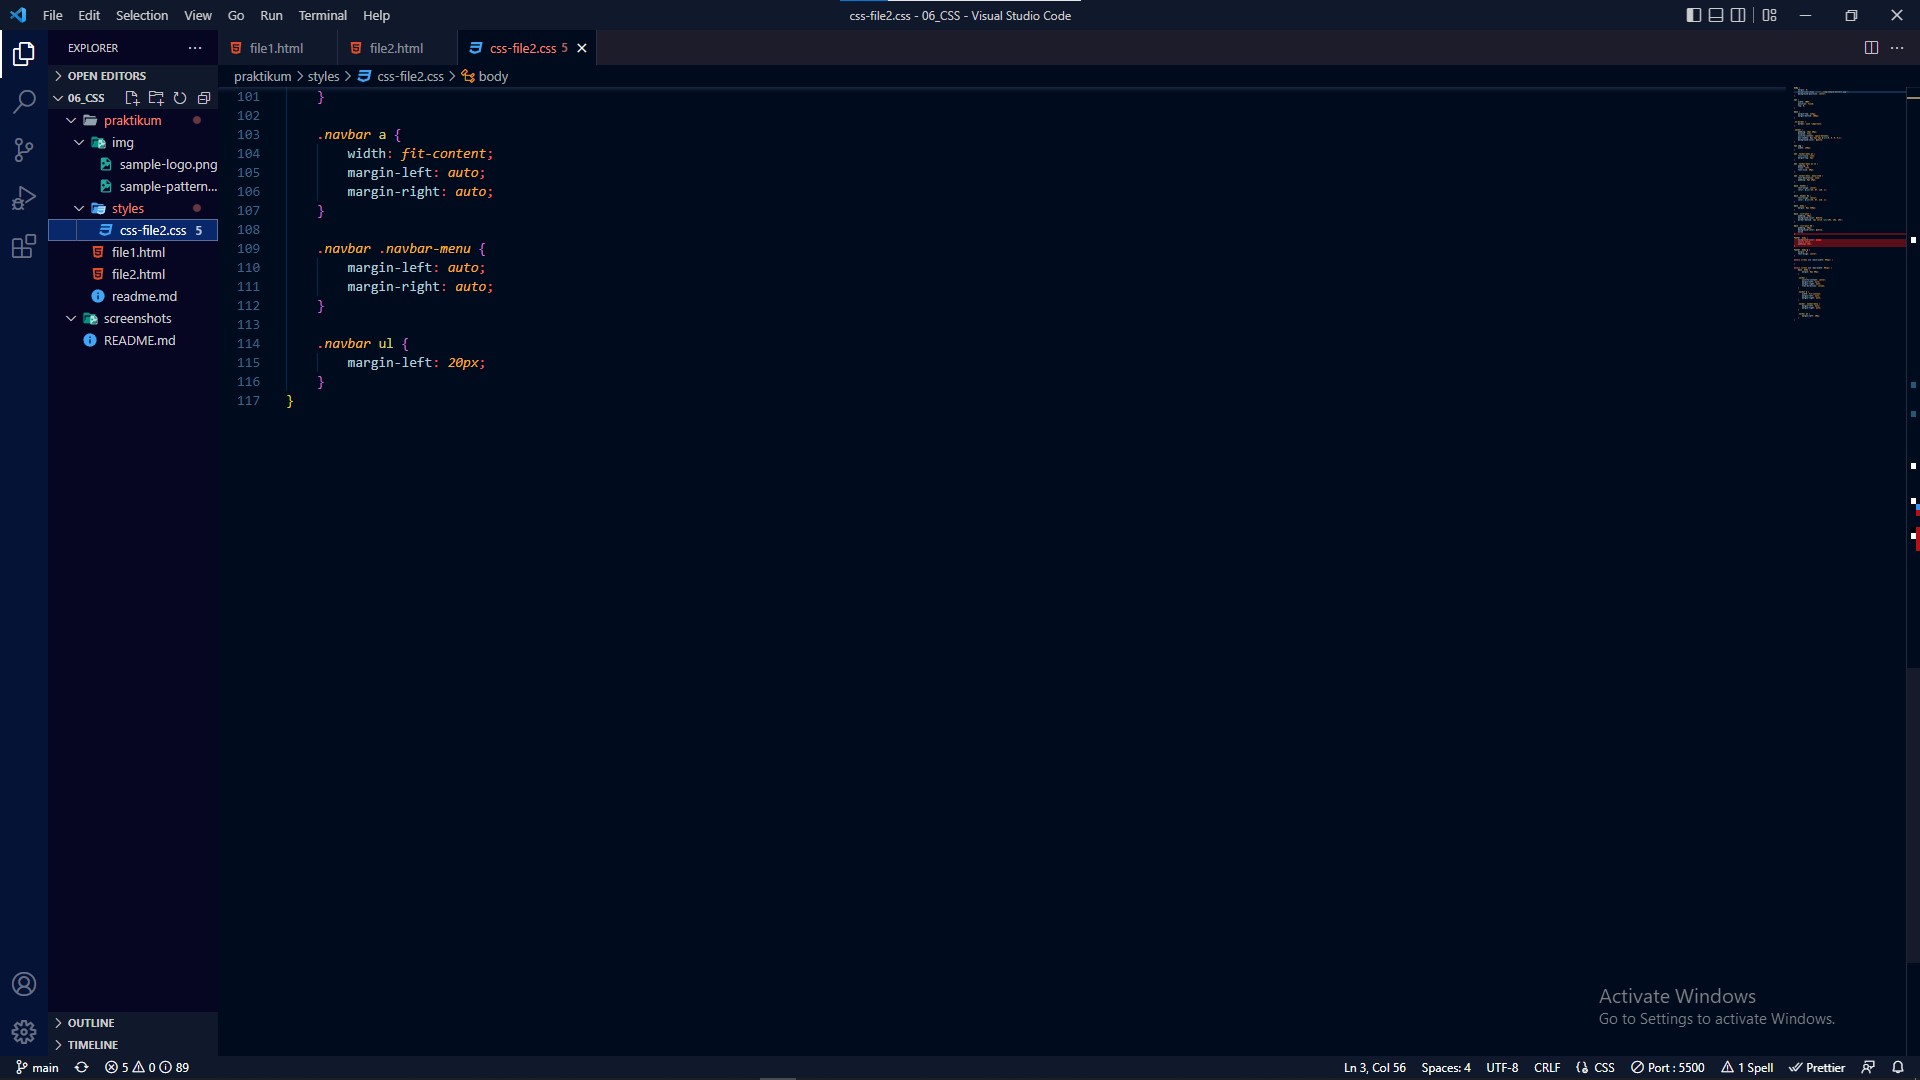 File Edit Selection View Go Run Terminal Help
css-file2.css - 06_CSS - Visual Studio Code
EXPLORER
OPEN EDITORS
06_CSS
praktikum
img
sample-logo.png
sample-pattern...
styles
css-file2.css 5
file1.html
file2.html
readme.md
screenshots
README.md
OUTLINE
TIMELINE
file1.html
file2.html
css-file2.css 5
praktikum > styles > css-file2.css > body
101 }
102
103 .navbar a {
104 width: fit-content;
105 margin-left: auto;
106 margin-right: auto;
107 }
108
109 .navbar .navbar-menu {
110 margin-left: auto;
111 margin-right: auto;
112 }
113
114 .navbar ul {
115 margin-left: 20px;
116 }
117 }
Activate Windows
Go to Settings to activate Windows.
main 5 0 89
Ln 3, Col 56 Spaces: 4 UTF-8 CRLF CSS Port : 5500 1 Spell Prettier